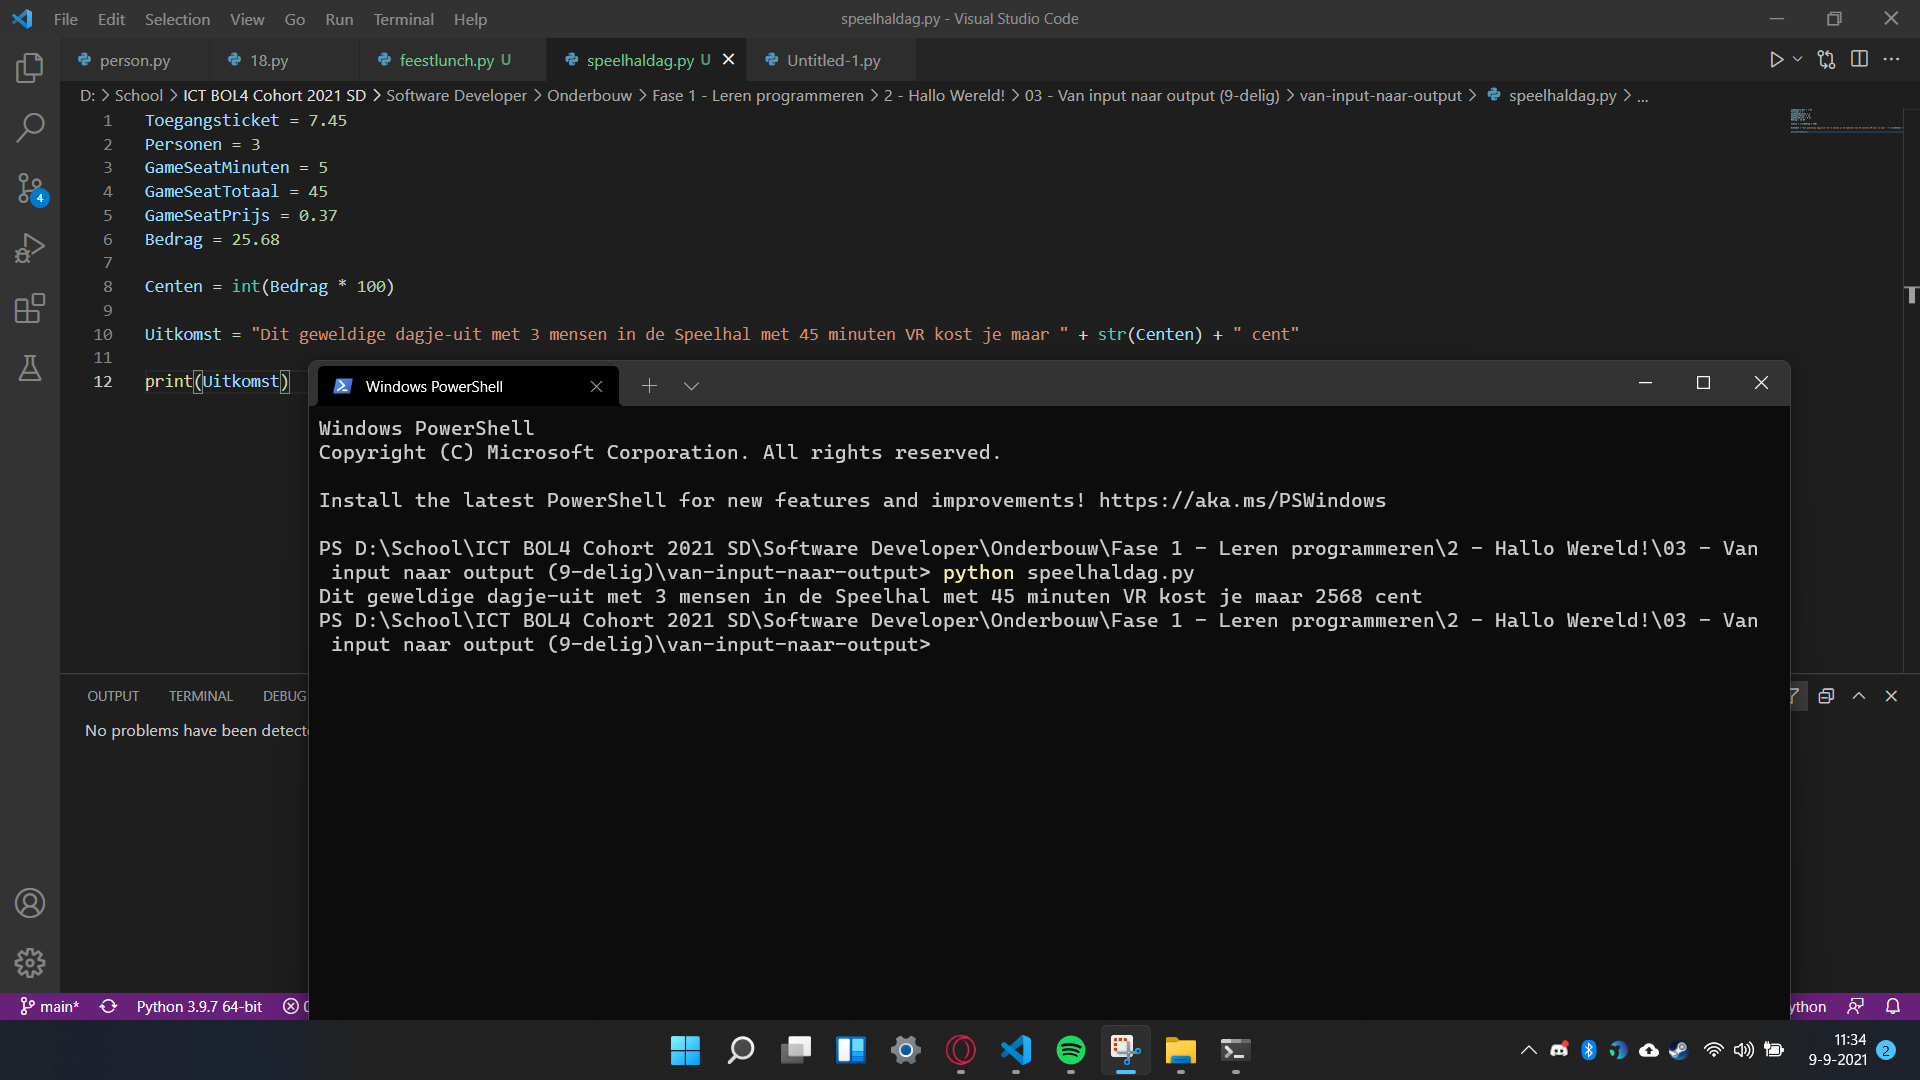 File Edit Selection View Go Run Terminal Help
speelhaldag.py - Visual Studio Code
person.py 18.py feestlunch.py U speelhaldag.py U Untitled-1.py
D: > School > ICT BOL4 Cohort 2021 SD > Software Developer > Onderbouw > Fase 1 - Leren programmeren > 2 - Hallo Wereld! > 03 - Van input naar output (9-delig) > van-input-naar-output > speelhaldag.py > ...
1 Toegangsticket = 7.45
2 Personen = 3
3 GameSeatMinuten = 5
4 GameSeatTotaal = 45
5 GameSeatPrijs = 0.37
6 Bedrag = 25.68
7
8 Centen = int(Bedrag * 100)
9
10 Uitkomst = "Dit geweldige dagje-uit met 3 mensen in de Speelhal met 45 minuten VR kost je maar " + str(Centen) + " cent"
11
12 print(Uitkomst)
4
Windows PowerShell
Windows PowerShell
Copyright (C) Microsoft Corporation. All rights reserved.
Install the latest PowerShell for new features and improvements! https://aka.ms/PSWindows
PS D:\School\ICT BOL4 Cohort 2021 SD\Software Developer\Onderbouw\Fase 1 - Leren programmeren\2 - Hallo Wereld!\03 - Van
input naar output (9-delig)\van-input-naar-output> python speelhaldag.py
Dit geweldige dagje-uit met 3 mensen in de Speelhal met 45 minuten VR kost je maar 2568 cent
PS D:\School\ICT BOL4 Cohort 2021 SD\Software Developer\Onderbouw\Fase 1 - Leren programmeren\2 - Hallo Wereld!\03 - Van
input naar output (9-delig)\van-input-naar-output>
OUTPUT TERMINAL DEBUG
No problems have been detect
main* Python 3.9.7 64-bit 0 ython
11:34
9-9-2021 2